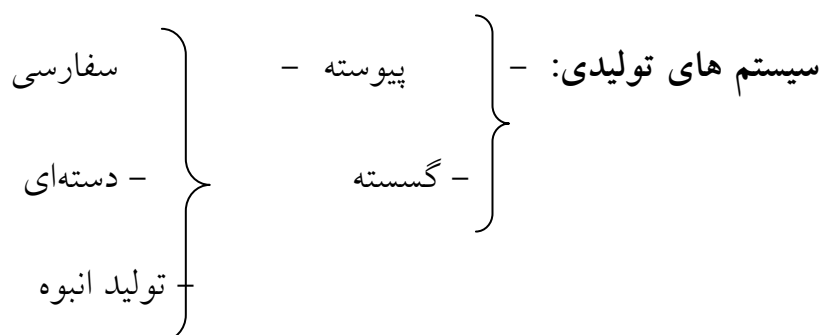 سیستم های تولیدی: - پیوسته - سفارسی
- گسسته - دسته‌ای
- تولید انبوه